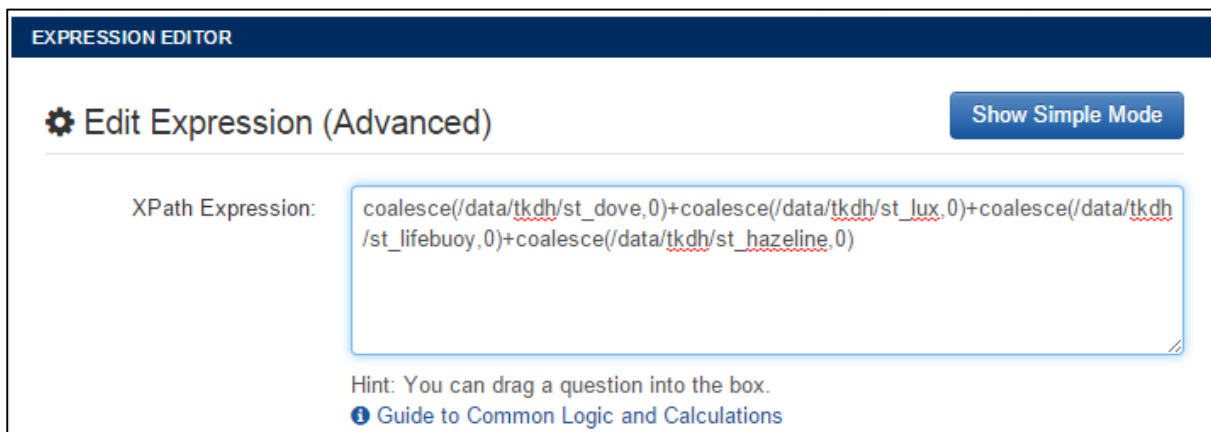 EXPRESSION EDITOR
Edit Expression (Advanced)
Show Simple Mode
XPath Expression:
coalesce(/data/tkdh/st_dove,0)+coalesce(/data/tkdh/st_lux,0)+coalesce(/data/tkdh
/st_lifebuoy,0)+coalesce(/data/tkdh/st_hazeline,0)
Hint: You can drag a question into the box.
Guide to Common Logic and Calculations